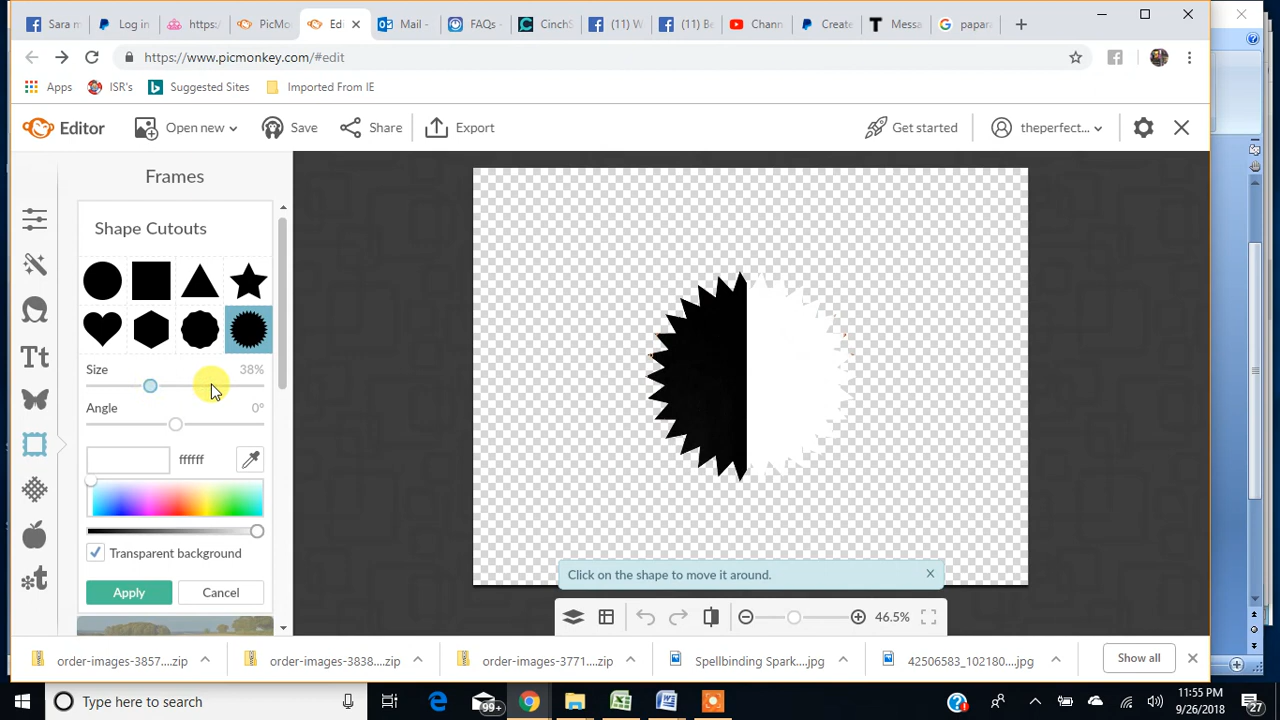 Sara m
Log in
https:
PicMo
Edi
Mail -
FAQs -
CinchS
(11) W
(11) Be
Chann
Create
Messa
papar
https://www.picmonkey.com/#edit
Apps
ISR's
Suggested Sites
Imported From IE
Editor
Open new
Save
Share
Export
Get started
theperfect...
Frames
Shape Cutouts
Size 38%
Angle 0°
ffffff
Transparent background
Apply
Cancel
Click on the shape to move it around.
46.5%
order-images-3857....zip
order-images-3838....zip
order-images-3771....zip
Spellbinding Spark....jpg
42506583_102180....jpg
Show all
Type here to search
99+
11:55 PM
9/26/2018
27